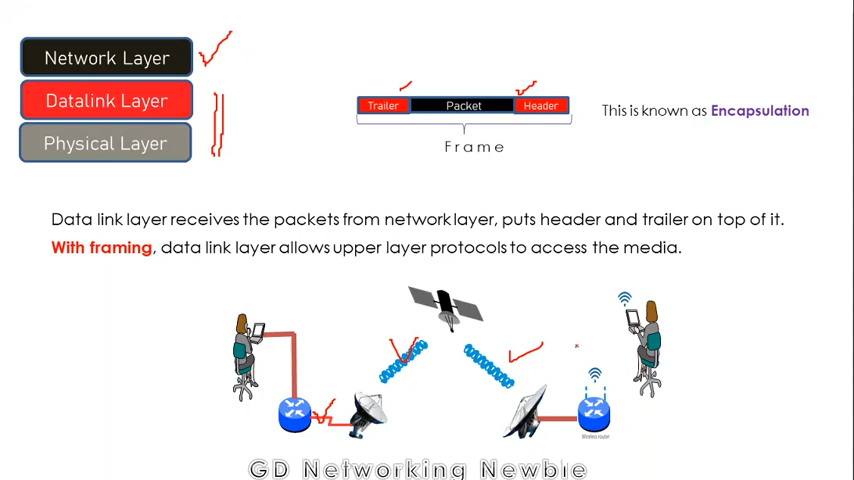 Network Layer
Datalink Layer
Physical Layer
Trailer Packet Header
Frame
This is known as Encapsulation
Data link layer receives the packets from network layer, puts header and trailer on top of it.
With framing, data link layer allows upper layer protocols to access the media.
Wireless router
GD Networking Newbie